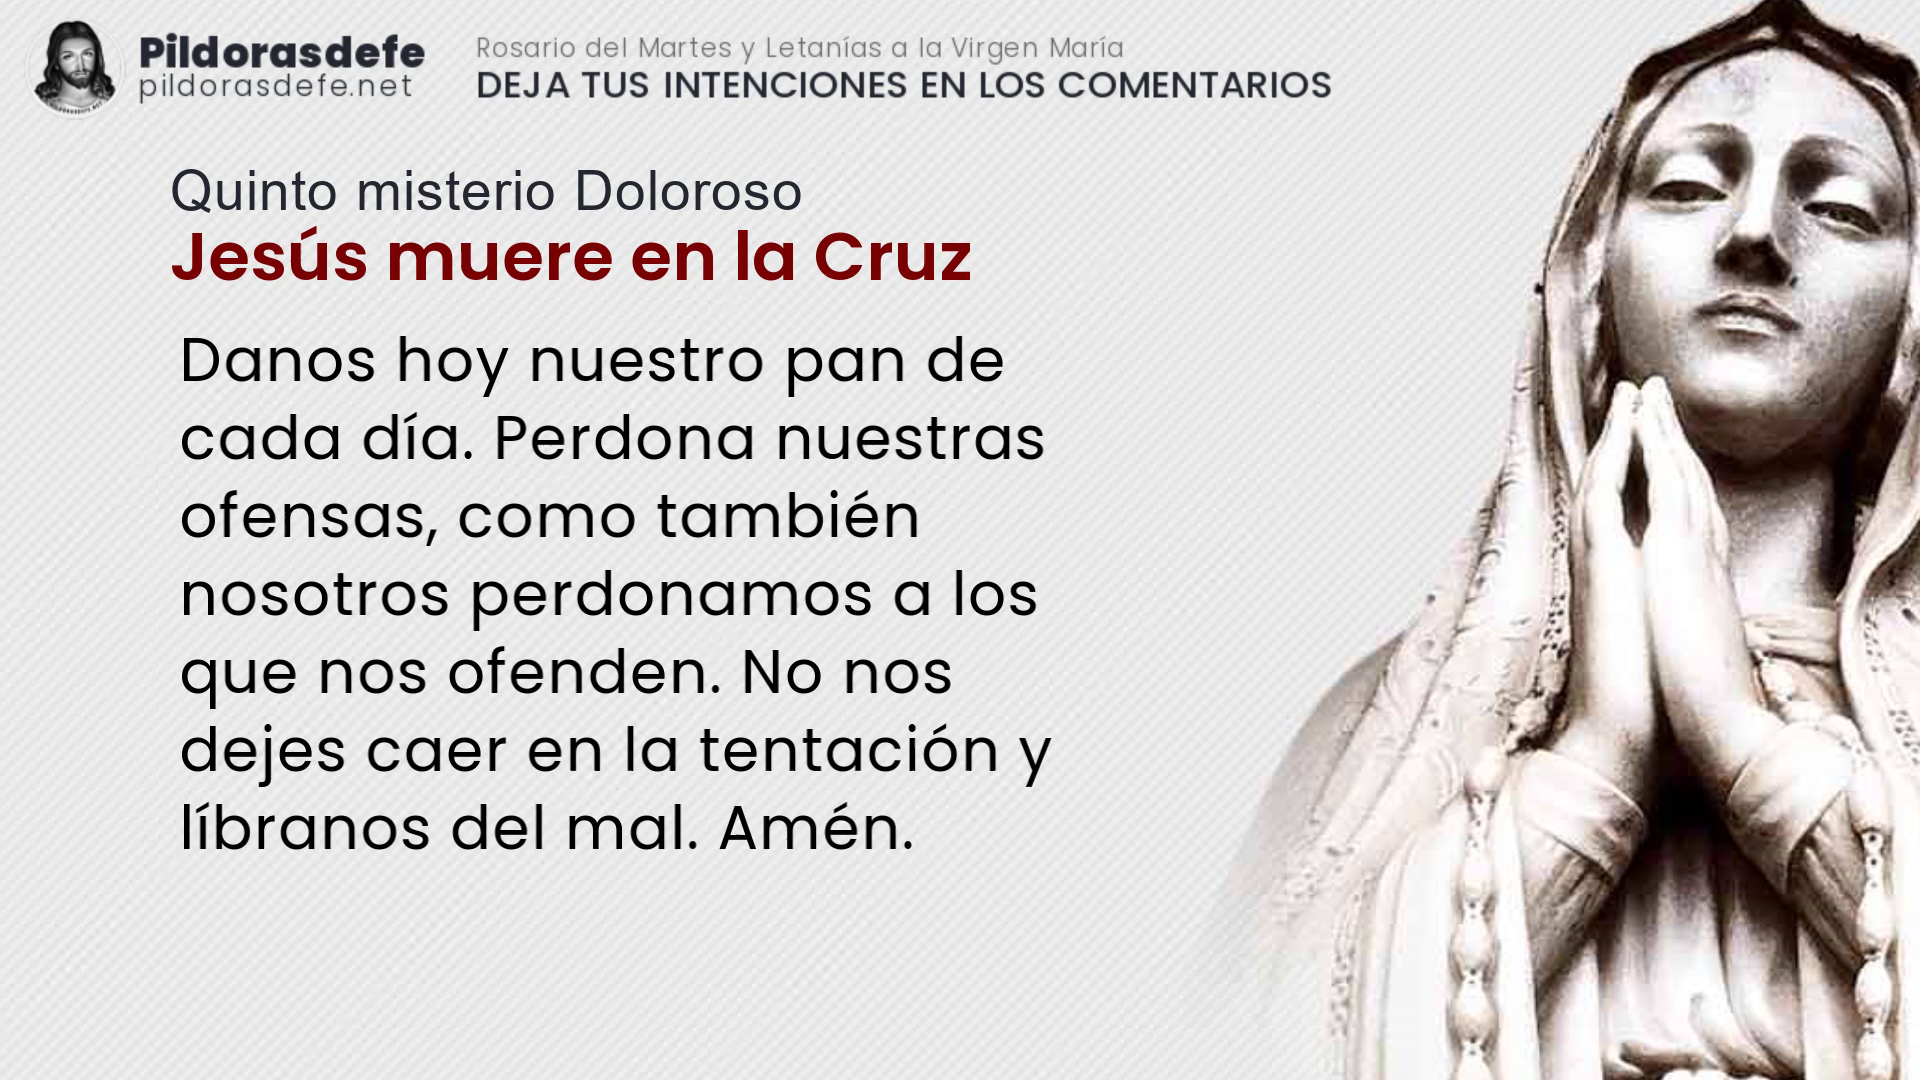 Pildorasdefe
pildorasdefe.net
Rosario del Martes y Letanías a la Virgen María
DEJA TUS INTENCIONES EN LOS COMENTARIOS
Quinto misterio Doloroso
Jesús muere en la Cruz
Danos hoy nuestro pan de
cada día. Perdona nuestras
ofensas, como también
nosotros perdonamos a los
que nos ofenden. No nos
dejes caer en la tentación y
líbranos del mal. Amén.